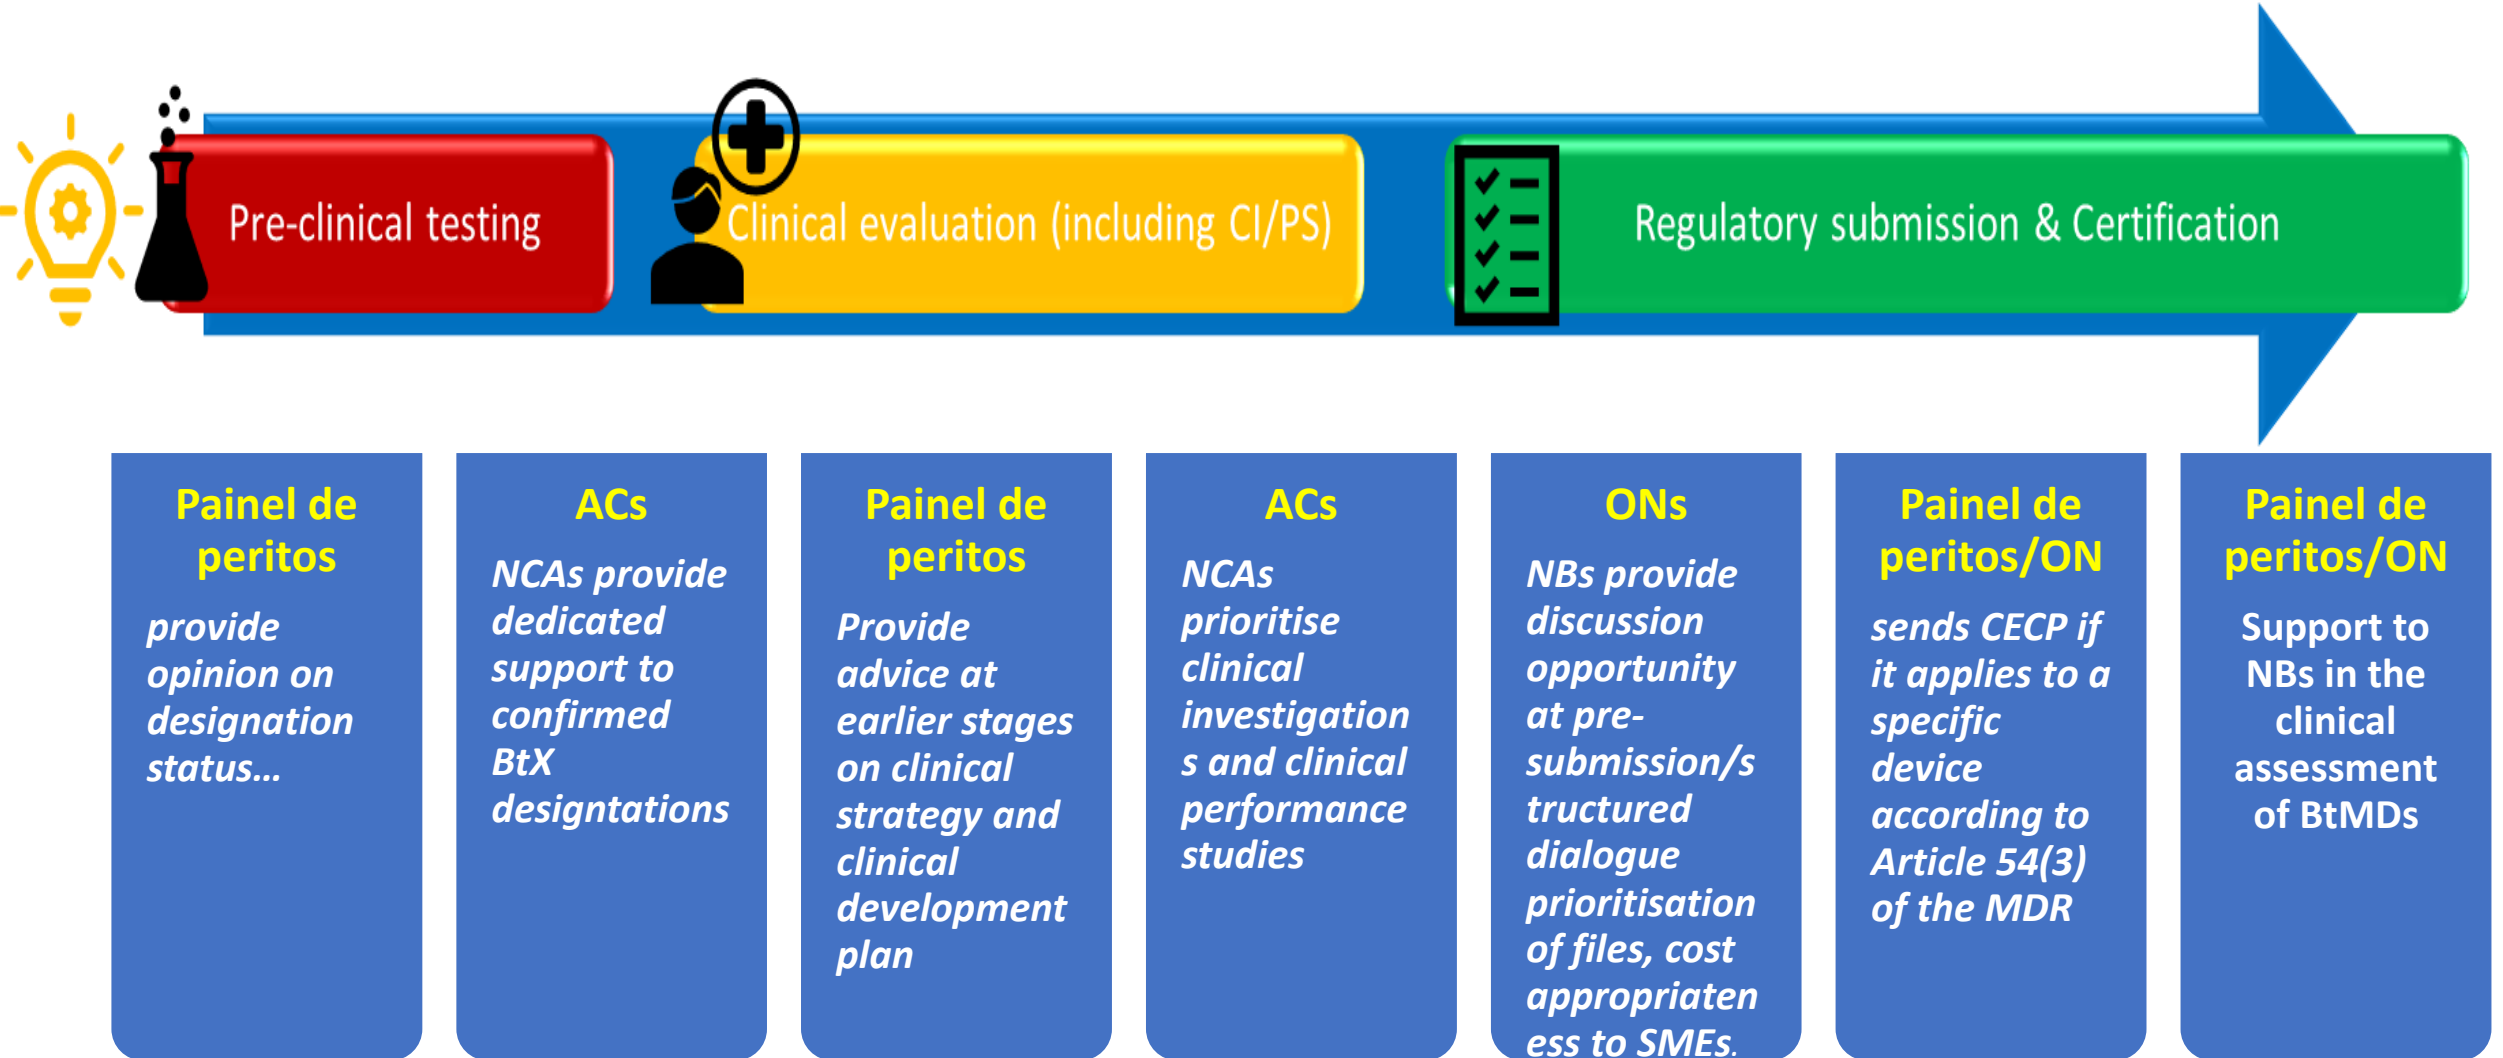 Pre-clinical testing
Clinical evaluation (including CI/PS)
Regulatory submission & Certification
Painel de
peritos
provide
opinion on
designation
status...
ACs
NCAs provide
dedicated
support to
confirmed
BtX
designtations
Painel de
peritos
Provide
advice at
earlier stages
on clinical
strategy and
clinical
development
plan
ACs
NCAs
prioritise
clinical
investigation
s and clinical
performance
studies
ONs
NBs provide
discussion
opportunity
at pre-
submission/s
tructured
dialogue
prioritisation
of files, cost
appropriaten
ess to SMEs.
Painel de
peritos/ON
sends CECP if
it applies to a
specific
device
according to
Article 54(3)
of the MDR
Painel de
peritos/ON
Support to
NBs in the
clinical
assessment
of BtMDs